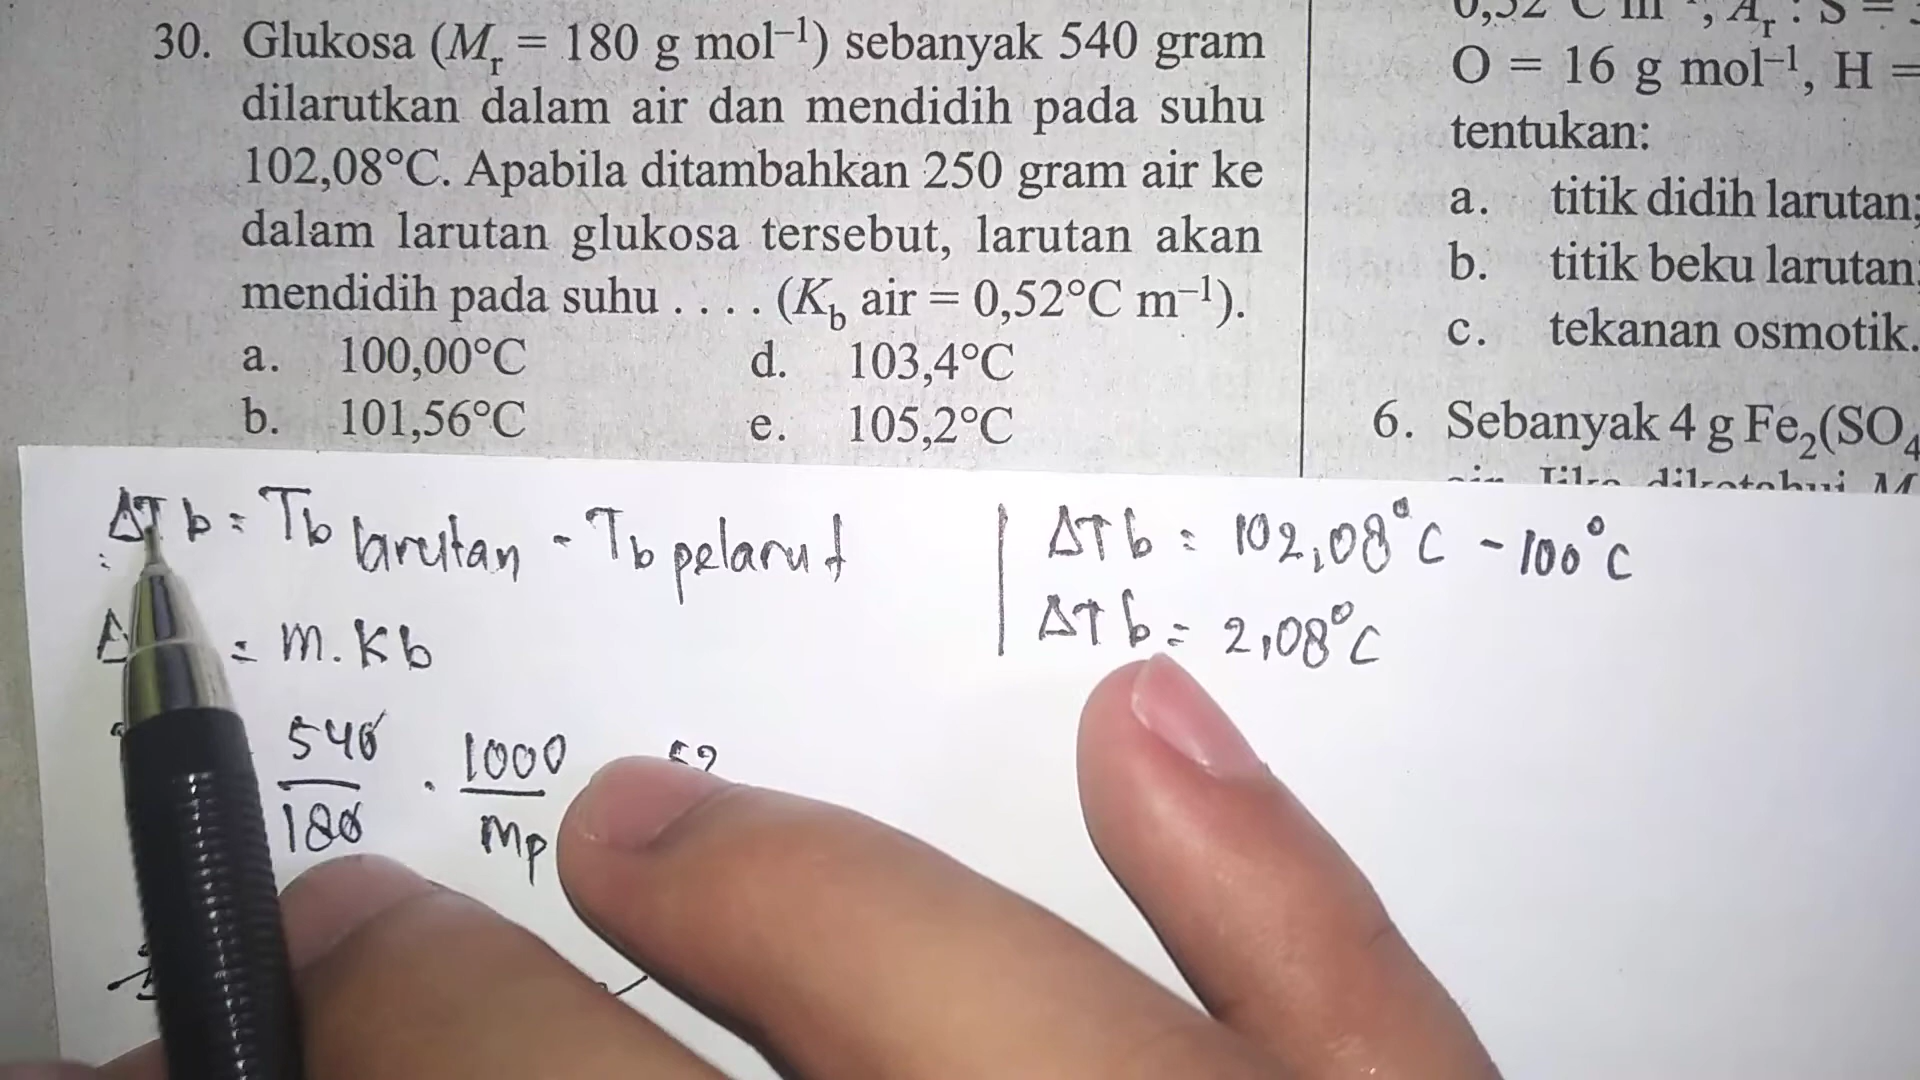 30. Glukosa (Mr = 180 g mol⁻¹) sebanyak 540 gram
dilarutkan dalam air dan mendidih pada suhu
102,08°C. Apabila ditambahkan 250 gram air ke
dalam larutan glukosa tersebut, larutan akan
mendidih pada suhu . . . . (Kb air = 0,52°C m⁻¹).
a. 100,00°C
d. 103,4°C
b. 101,56°C
e. 105,2°C
O = 16 g mol⁻¹, H =
tentukan:
a. titik didih larutan;
b. titik beku larutan;
c. tekanan osmotik.
6. Sebanyak 4 g Fe₂(SO₄
ΔTb = Tb larutan - Tb pelarut
= m . Kb
540
180
. 1000
mp
52
ΔTb = 102,08°C - 100°C
ΔTb = 2,08°C